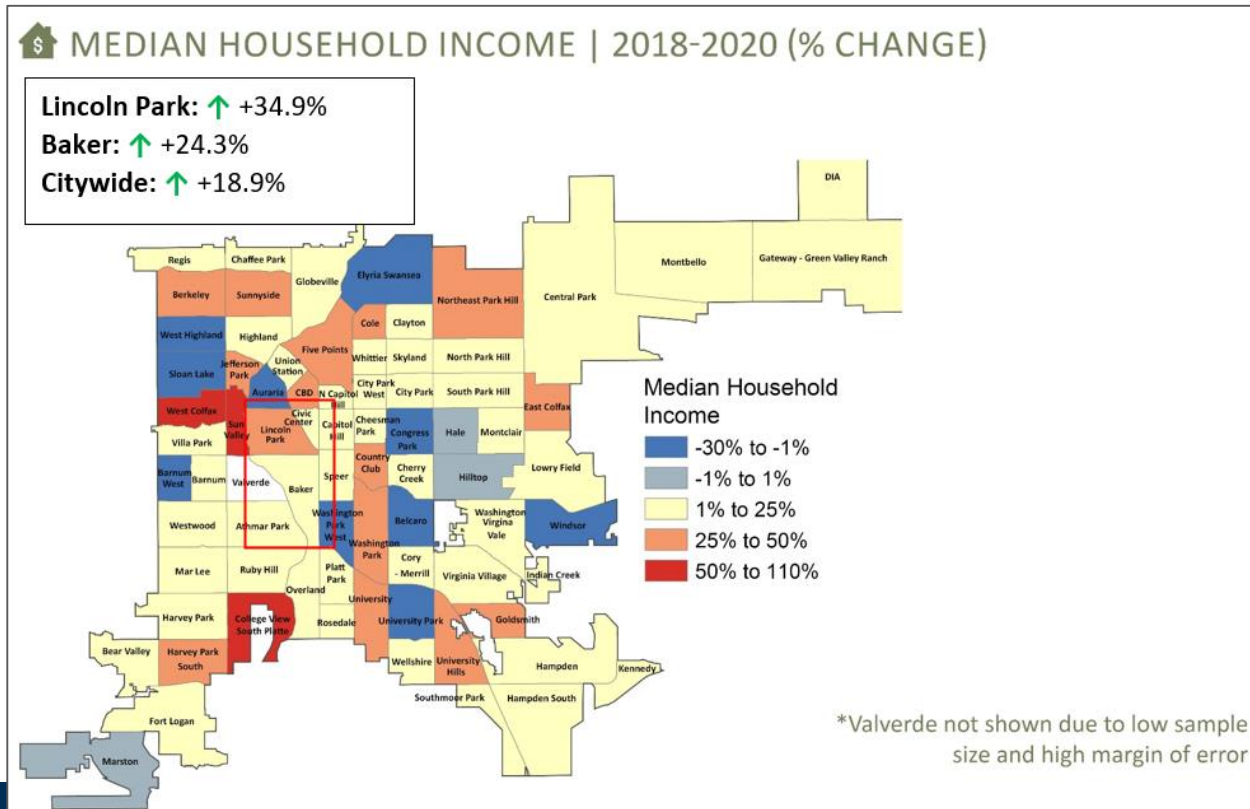 $ MEDIAN HOUSEHOLD INCOME | 2018-2020 (% CHANGE)
Lincoln Park: ↑ +34.9%
Baker: ↑ +24.3%
Citywide: ↑ +18.9%
DIA
Regis
Chaffee Park
Globeville
Elyria Swansea
Montbello
Gateway - Green Valley Ranch
Berkeley
Sunnyside
Northeast Park Hill
Central Park
West Highland
Highland
Cole
Clayton
Five Points
Union
Station
Whittier
Skyland
North Park Hill
Sloan Lake
Jefferson
Park
Auraria
CBD
N Capitol
Hill
City Park
West
City Park
South Park Hill
East Colfax
West Colfax
Sun
Valley
Lincoln
Park
Civic
Center
Capitol
Hill
Cheesman
Park
Congress
Park
Hale
Montclair
Villa Park
Country
Club
Cherry
Creek
Hilltop
Lowry Field
Barnum
West
Barnum
Valverde
Baker
Speer
Westwood
Athmar Park
Washington
Park
West
Washington
Park
Belcaro
Washington
Virgina
Vale
Windsor
Mar Lee
Ruby Hill
Overland
Platt
Park
Cory
- Merrill
Virginia Village
Indian Creek
Harvey Park
College View
South Platte
Rosedale
University
University Park
Goldsmith
Bear Valley
Harvey Park
South
Wellshire
University
Hills
Hampden
Kennedy
Southmoor Park
Hampden South
Fort Logan
Marston
Median Household
Income
-30% to -1%
-1% to 1%
1% to 25%
25% to 50%
50% to 110%
*Valverde not shown due to low sample
size and high margin of error